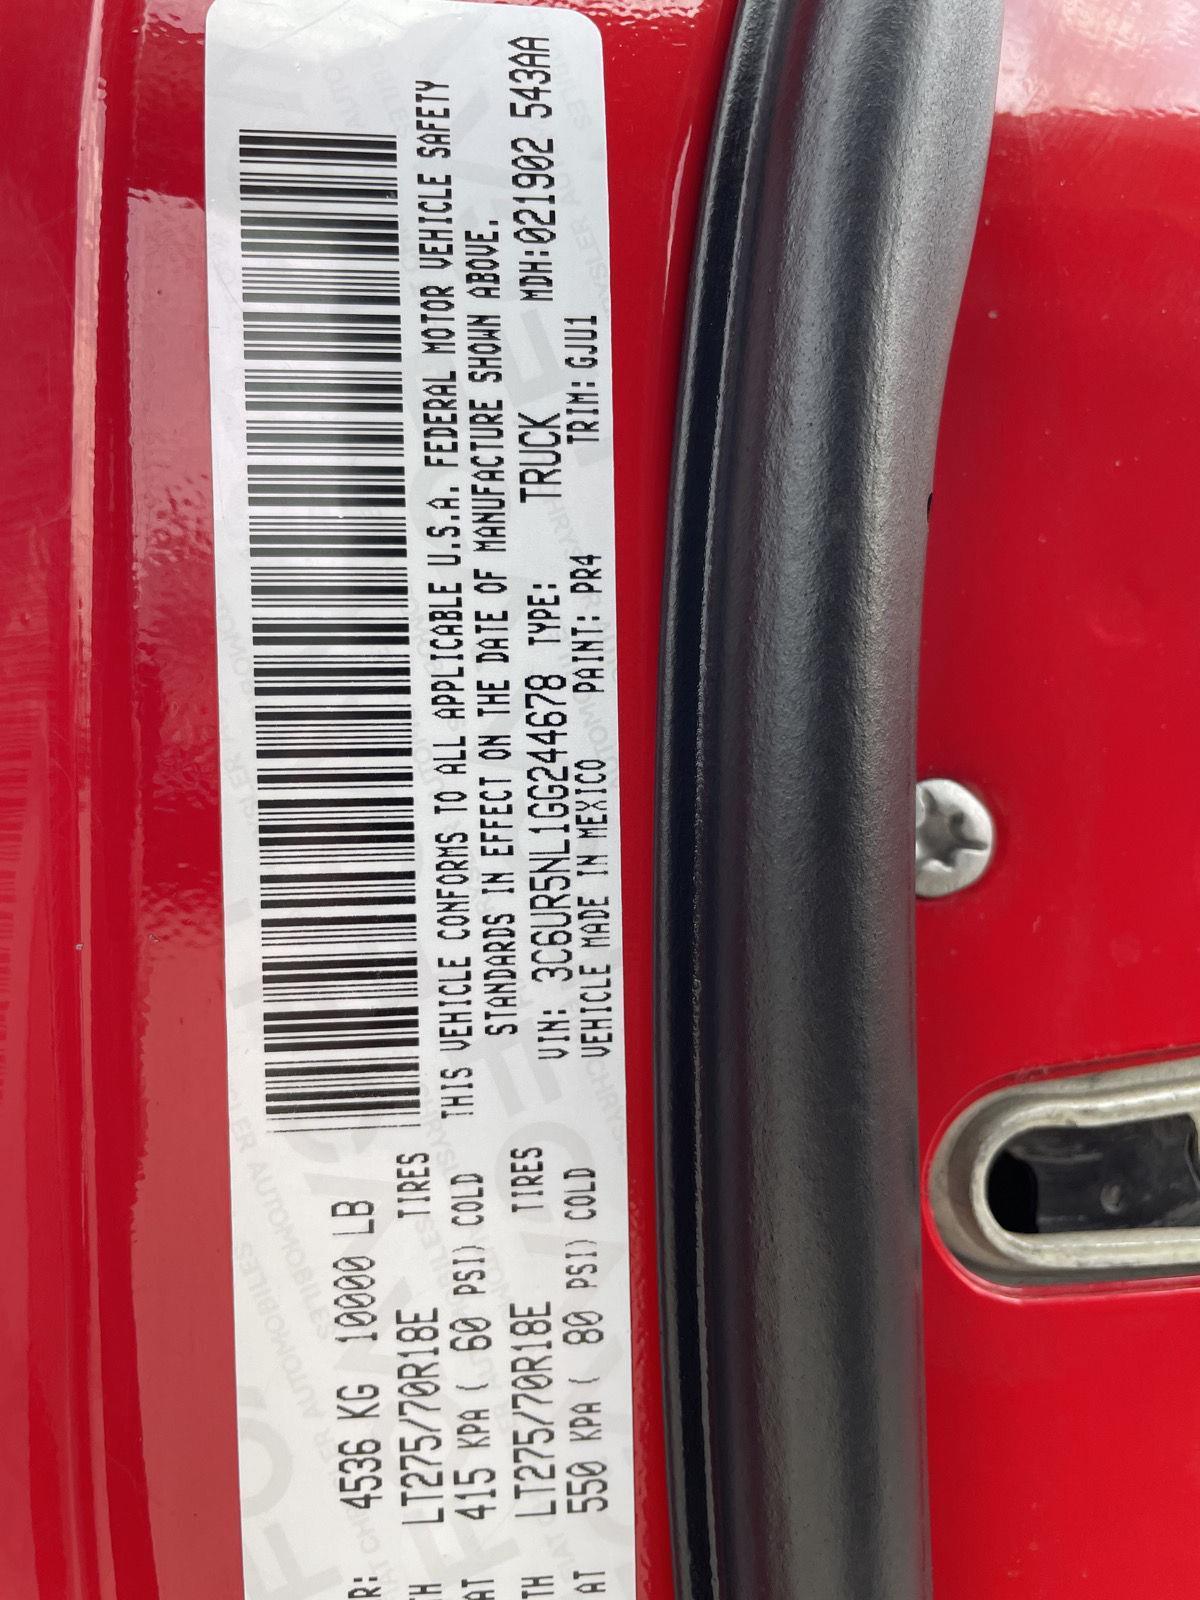 R: 4536 KG 10000 LB
TH LT275/70R18E TIRES
AT 415 KPA ( 60 PSI) COLD
TH LT275/70R18E TIRES
AT 550 KPA ( 80 PSI) COLD
THIS VEHICLE CONFORMS TO ALL APPLICABLE U.S.A. FEDERAL MOTOR VEHICLE SAFETY
STANDARDS IN EFFECT ON THE DATE OF MANUFACTURE SHOWN ABOVE.
VIN: 3C6UR5NL1GG244678 TYPE: TRUCK MDH:021902 543AA
VEHICLE MADE IN MEXICO PAINT: PR4 TRIM: GJU1